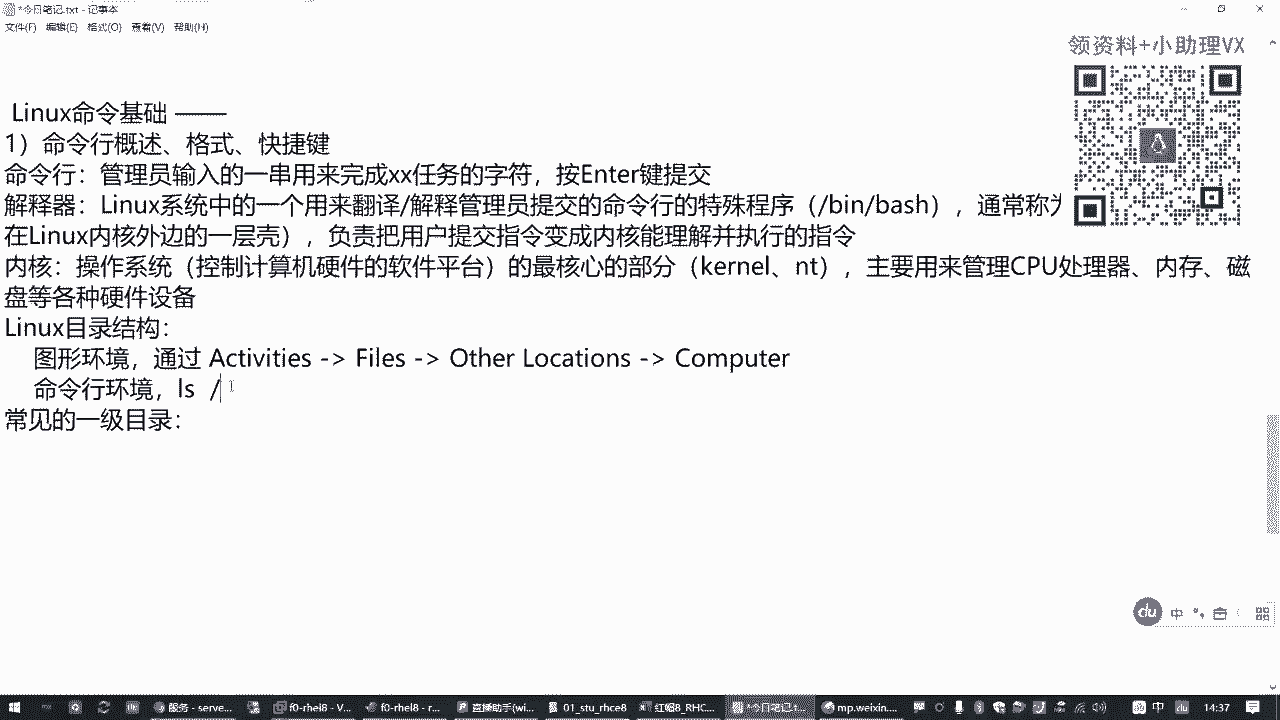 *今日笔记.txt - 记事本
文件(F) 编辑(E) 格式(O) 查看(V) 帮助(H)
领资料+小助理VX
Linux命令基础 ——
1）命令行概述、格式、快捷键
命令行：管理员输入的一串用来完成xx任务的字符，按Enter键提交
解释器：Linux系统中的一个用来翻译/解释管理员提交的命令行的特殊程序（/bin/bash），通常称为
在Linux内核外边的一层壳），负责把用户提交指令变成内核能理解并执行的指令
内核：操作系统（控制计算机硬件的软件平台）的最核心的部分（kernel、nt），主要用来管理CPU处理器、内存、磁
盘等各种硬件设备
Linux目录结构：
图形环境，通过 Activities -> Files -> Other Locations -> Computer
命令行环境，ls /
常见的一级目录：
du 中
服务 - serve... f0-rhel8 - V... f0-rhel8 - r... 直播助手(wi... 01_stu_rhce8 红帽8_RHC... *今日笔记.t... mp.weixin.... 中 du 14:37